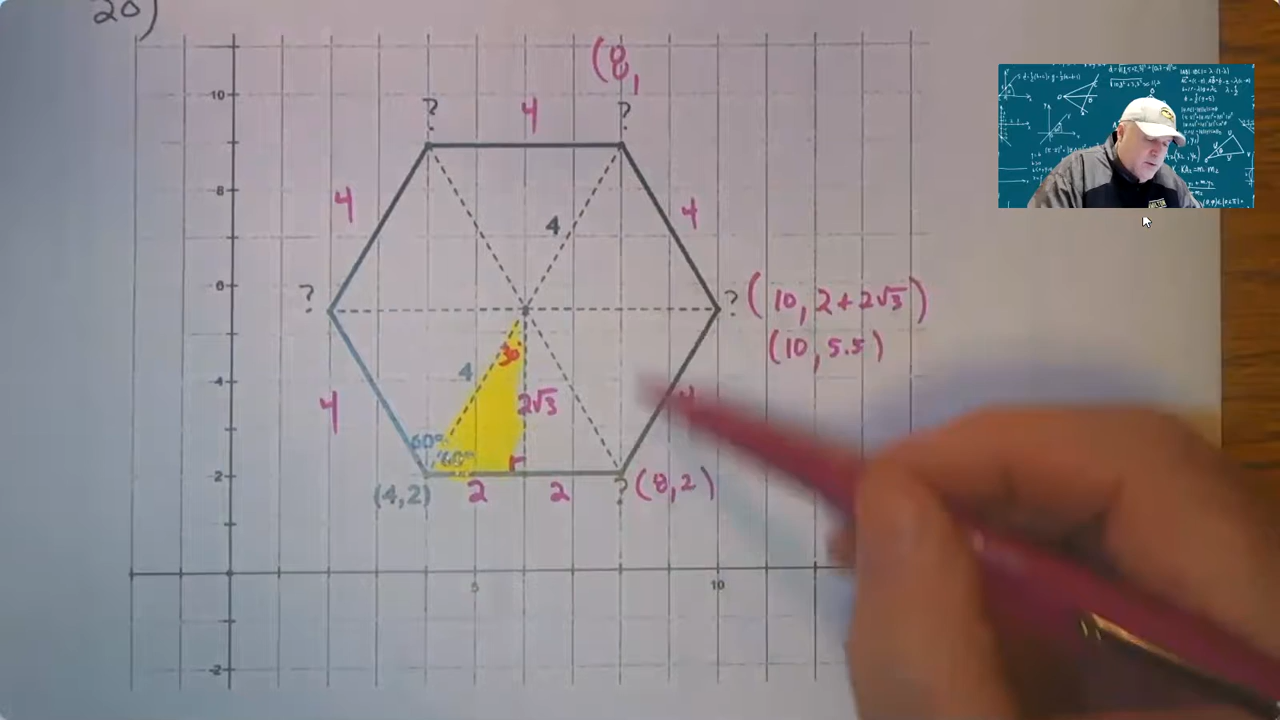 20)
(8,
10
? 4 ?
8
4 4 4
6
? ? (10, 2+2√3)
(10, 5.5)
30
4 4
4 2√3 4
60°
60°
2
(4,2) 2 2 ? (8,2)
5 10
-2